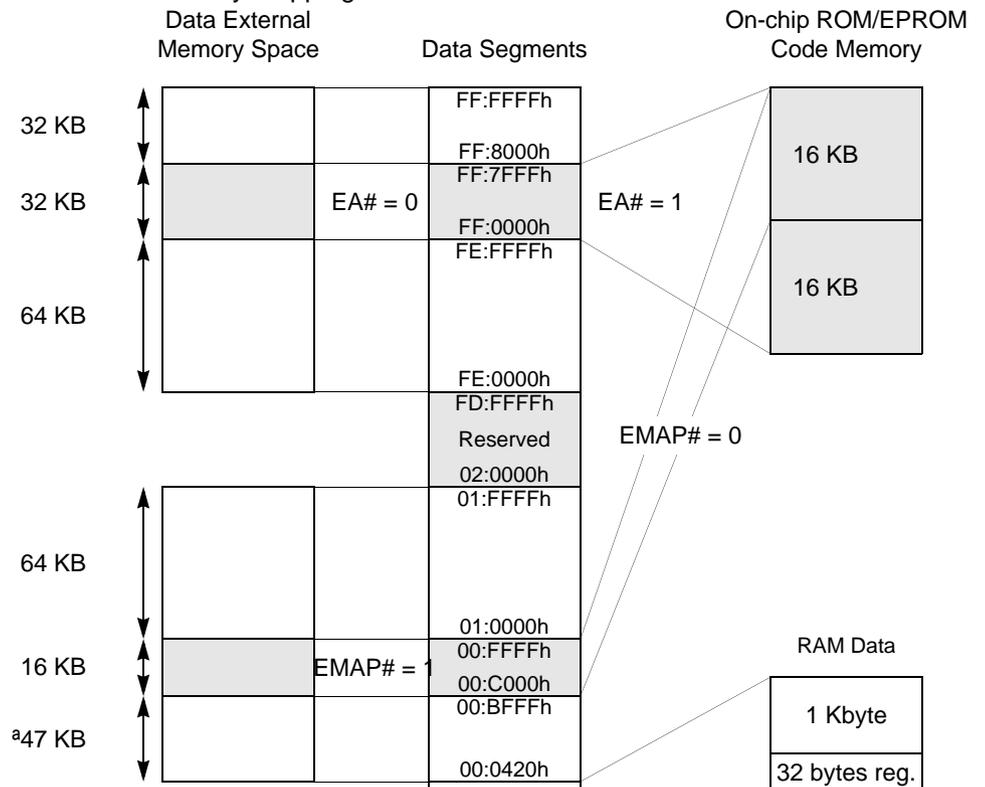 Data External
Memory Space
Data Segments
On-chip ROM/EPROM
Code Memory
32 KB
FF:FFFFh
FF:8000h
16 KB
32 KB
EA# = 0
FF:7FFFh
FF:0000h
EA# = 1
64 KB
FE:FFFFh
FE:0000h
16 KB
FD:FFFFh
Reserved
02:0000h
EMAP# = 0
64 KB
01:FFFFh
01:0000h
16 KB
EMAP# = 1
00:FFFFh
00:C000h
RAM Data
ª47 KB
00:BFFFh
00:0420h
1 Kbyte
32 bytes reg.